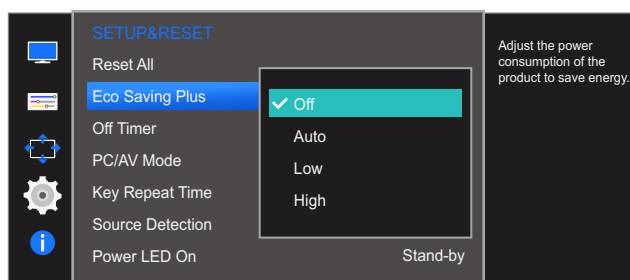 SETUP&RESET
Reset All
Eco Saving Plus
Off Timer
PC/AV Mode
Key Repeat Time
Source Detection
Power LED On
Stand-by
Off
Auto
Low
High
Adjust the power
consumption of the
product to save energy.